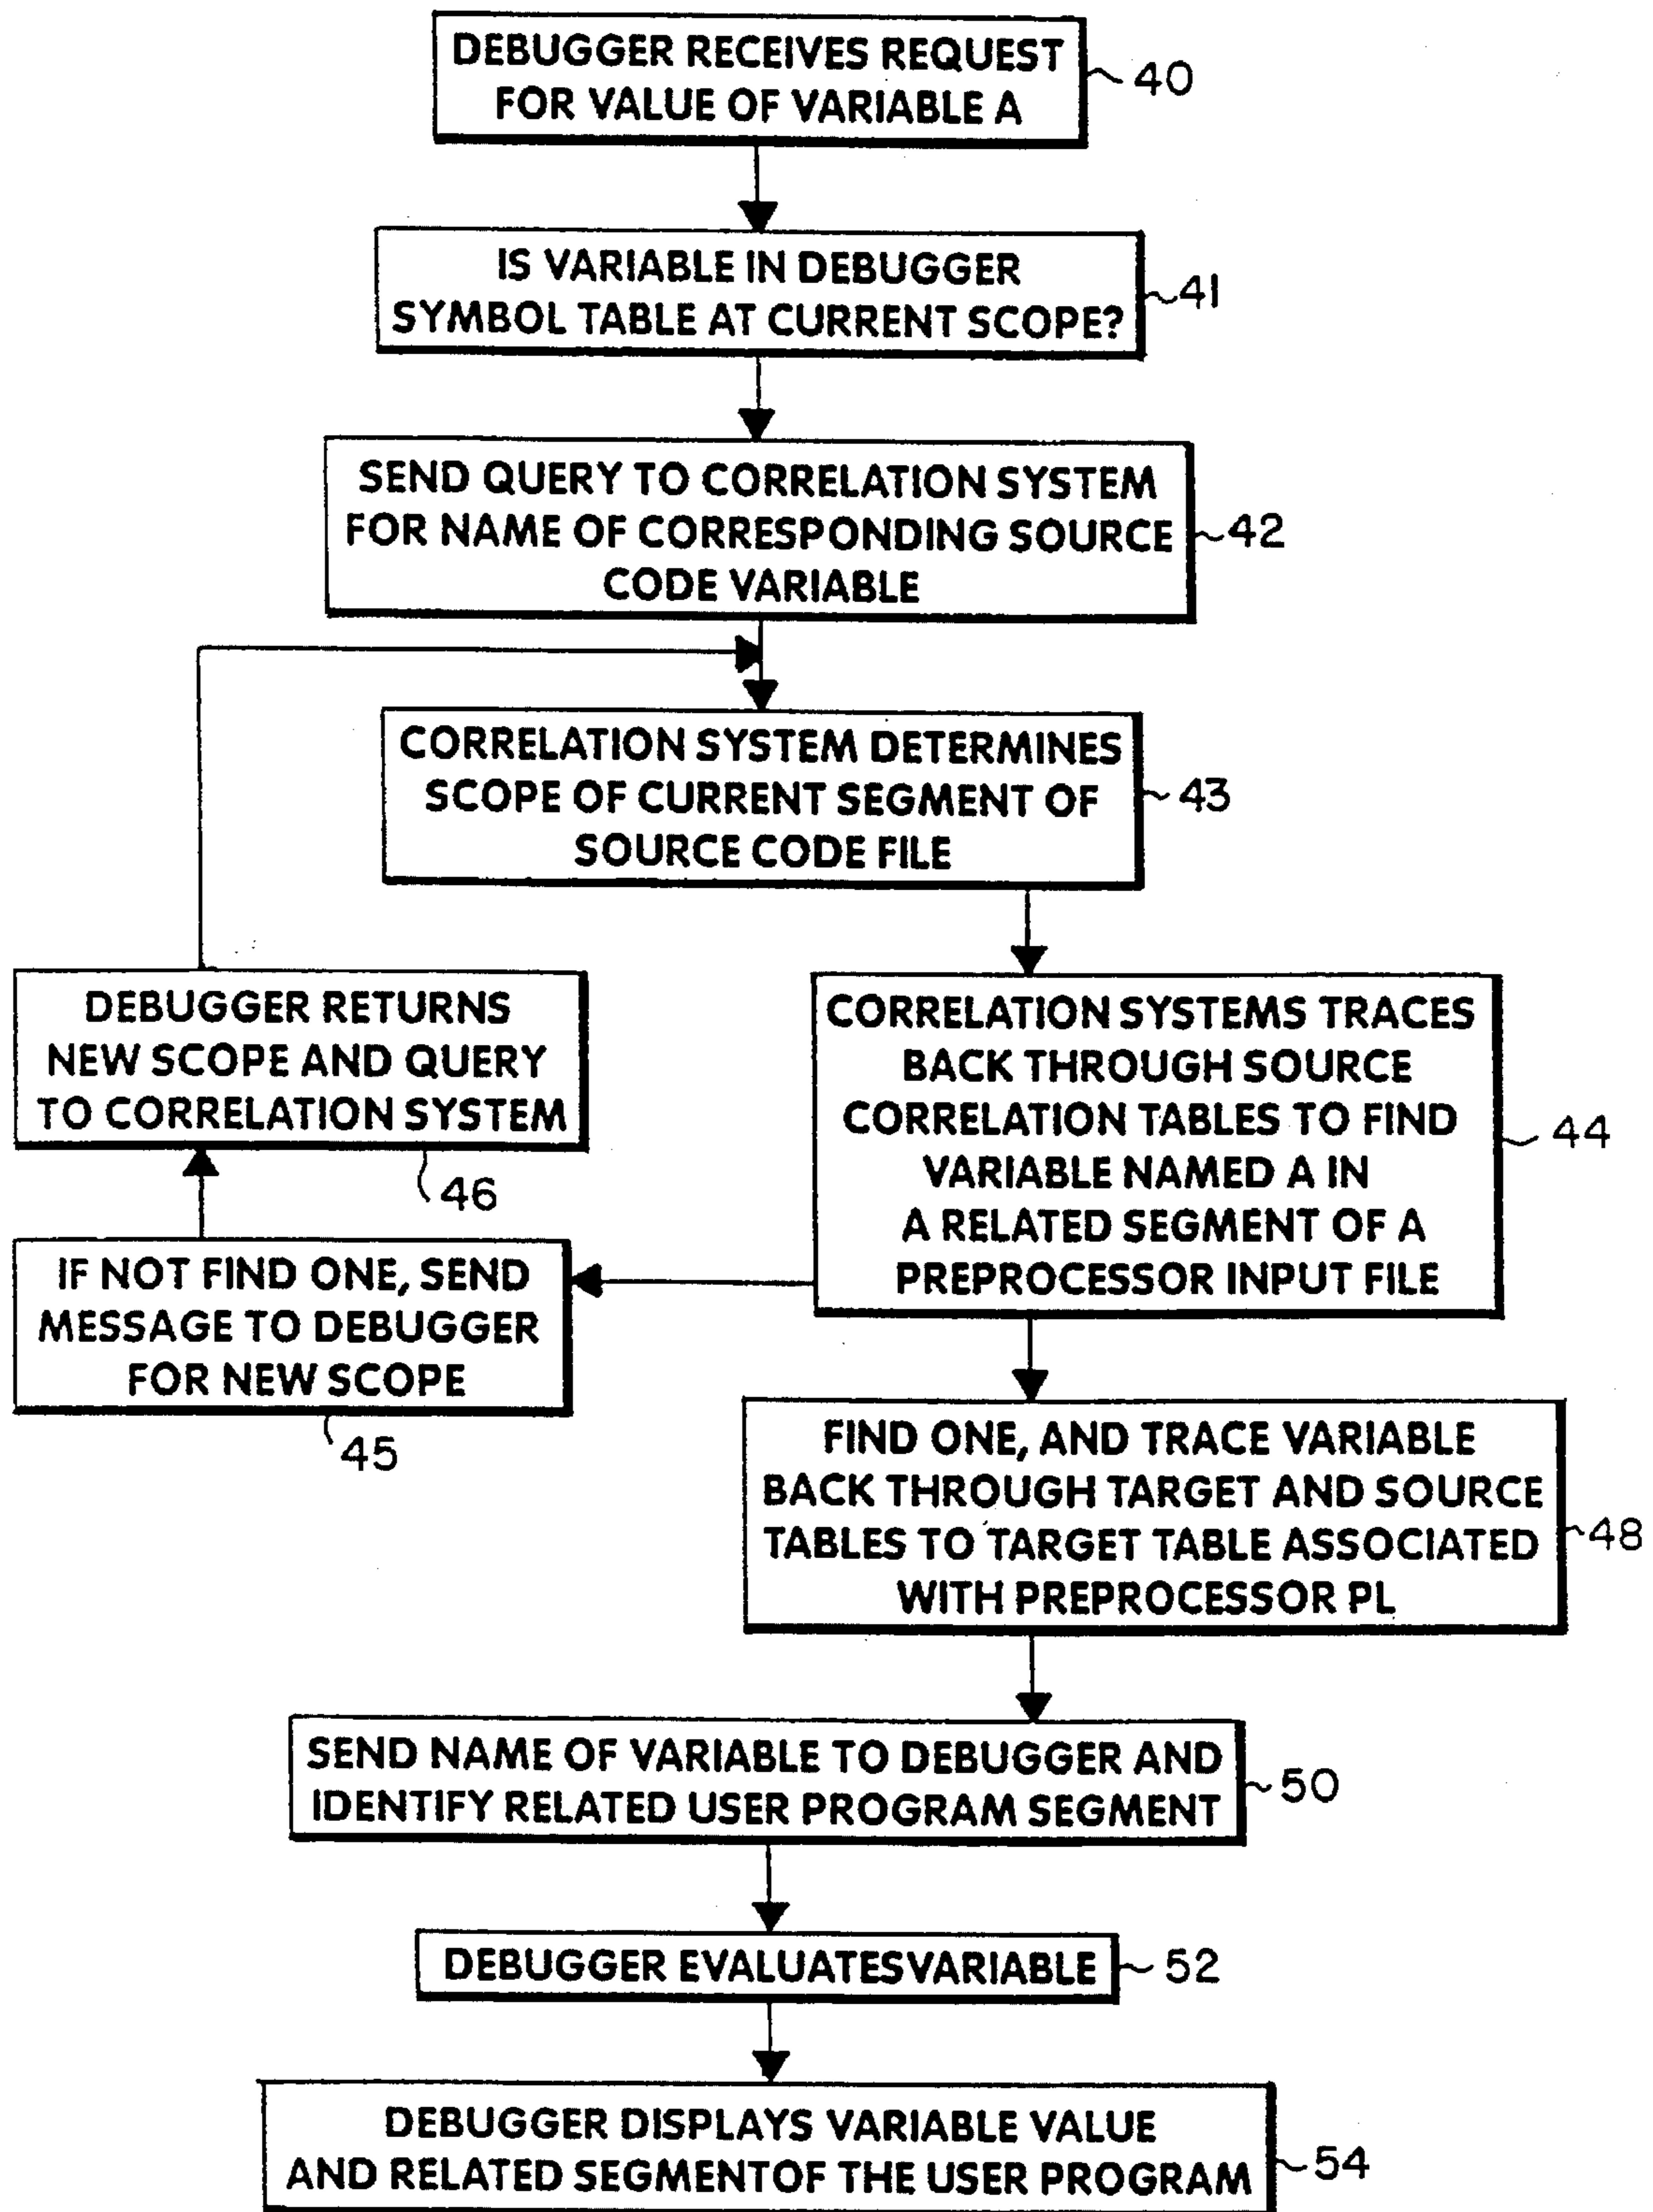 DEBUGGER RECEIVES REQUEST
FOR VALUE OF VARIABLE A
40
IS VARIABLE IN DEBUGGER
SYMBOL TABLE AT CURRENT SCOPE?
41
SEND QUERY TO CORRELATION SYSTEM
FOR NAME OF CORRESPONDING SOURCE
CODE VARIABLE
42
CORRELATION SYSTEM DETERMINES
SCOPE OF CURRENT SEGMENT OF
SOURCE CODE FILE
43
CORRELATION SYSTEMS TRACES
BACK THROUGH SOURCE
CORRELATION TABLES TO FIND
VARIABLE NAMED A IN
A RELATED SEGMENT OF A
PREPROCESSOR INPUT FILE
44
DEBUGGER RETURNS
NEW SCOPE AND QUERY
TO CORRELATION SYSTEM
46
IF NOT FIND ONE, SEND
MESSAGE TO DEBUGGER
FOR NEW SCOPE
45
FIND ONE, AND TRACE VARIABLE
BACK THROUGH TARGET AND SOURCE
TABLES TO TARGET TABLE ASSOCIATED
WITH PREPROCESSOR PL
48
SEND NAME OF VARIABLE TO DEBUGGER AND
IDENTIFY RELATED USER PROGRAM SEGMENT
50
DEBUGGER EVALUATESVARIABLE
52
DEBUGGER DISPLAYS VARIABLE VALUE
AND RELATED SEGMENTOF THE USER PROGRAM
54